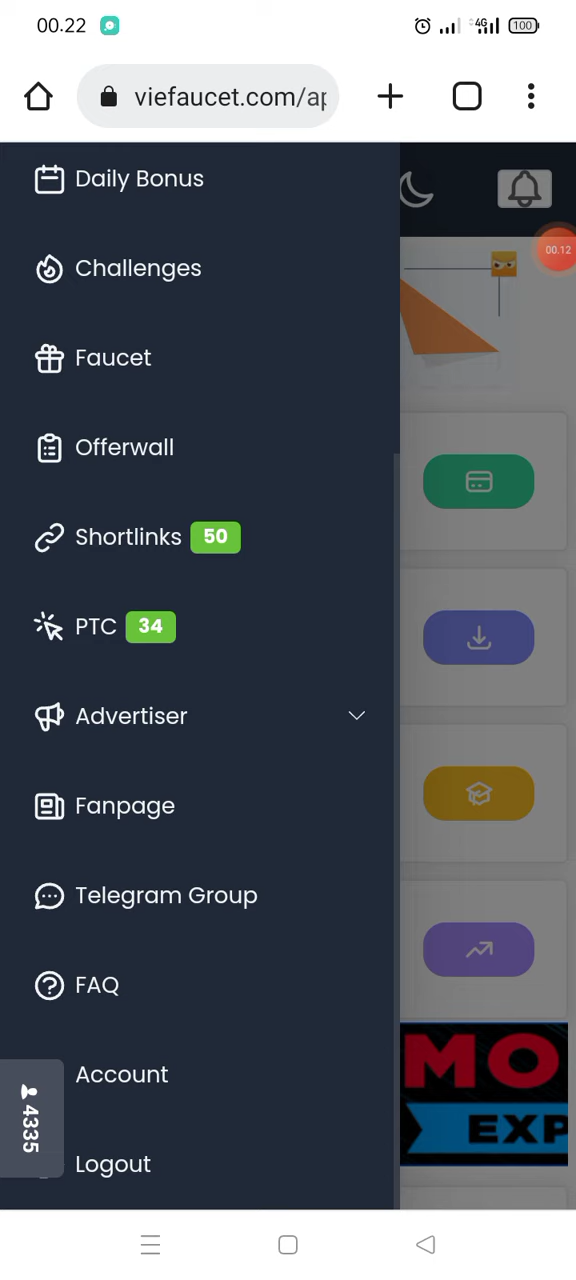 00.22
4G
100
viefaucet.com/ap
Daily Bonus
00.12
Challenges
Faucet
Offerwall
Shortlinks 50
PTC 34
Advertiser
Fanpage
Telegram Group
FAQ
MO
EXP
Account
4335
Logout